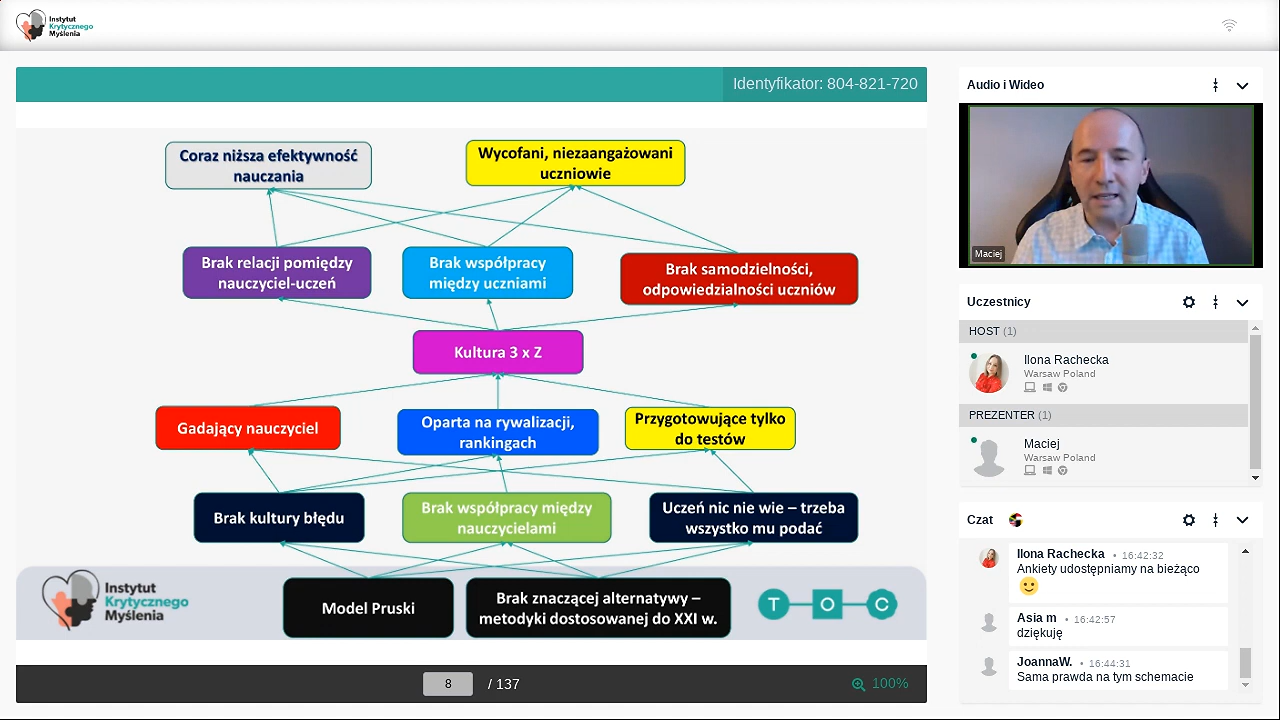 Instytut
Krytycznego
Myślenia
Identyfikator: 804-821-720
Coraz niższa efektywność
nauczania
Wycofani, niezaangażowani
uczniowie
Brak relacji pomiędzy
nauczyciel-uczeń
Brak współpracy
między uczniami
Brak samodzielności,
odpowiedzialności uczniów
Kultura 3 x Z
Gadający nauczyciel
Oparta na rywalizacji,
rankingach
Przygotowujące tylko
do testów
Brak kultury błędu
Brak współpracy między
nauczycielami
Uczeń nic nie wie – trzeba
wszystko mu podać
Instytut
Krytycznego
Myślenia
Model Pruski
Brak znaczącej alternatywy –
metodyki dostosowanej do XXI w.
T O C
8 / 137
100%
Audio i Wideo
Maciej
Uczestnicy
HOST (1)
Ilona Rachecka
Warsaw Poland
PREZENTER (1)
Maciej
Warsaw Poland
Czat
Ilona Rachecka • 16:42:32
Ankiety udostępniamy na bieżąco
Asia m • 16:42:57
dziękuję
JoannaW. • 16:44:31
Sama prawda na tym schemacie